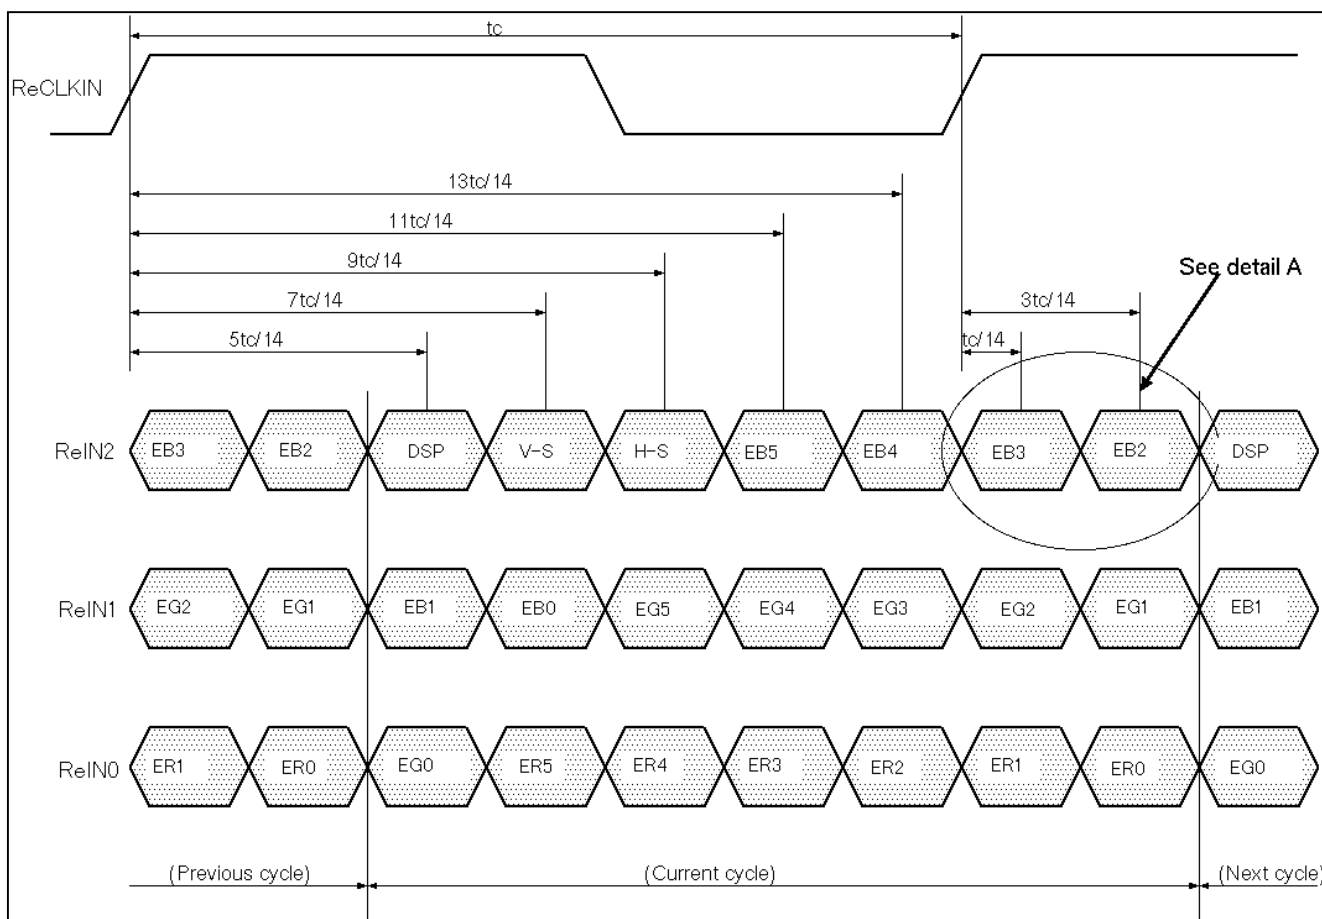 tc
ReCLKIN
13tc/14
11tc/14
9tc/14
See detail A
7tc/14
3tc/14
5tc/14
tc/14
ReIN2 EB3 EB2 DSP V-S H-S EB5 EB4 EB3 EB2 DSP
ReIN1 EG2 EG1 EB1 EB0 EG5 EG4 EG3 EG2 EG1 EB1
ReIN0 ER1 ER0 EG0 ER5 ER4 ER3 ER2 ER1 ER0 EG0
(Previous cycle) (Current cycle) (Next cycle)